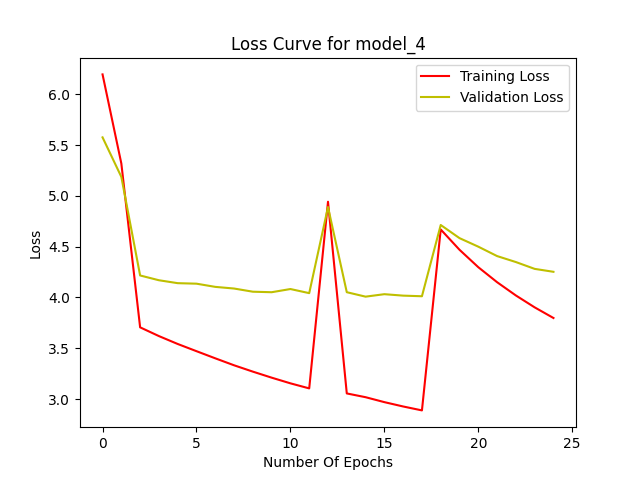 Loss Curve for model_4
Training Loss
Validation Loss
6.0
5.5
5.0
4.5
4.0
3.5
3.0
Loss
0 5 10 15 20 25
Number Of Epochs